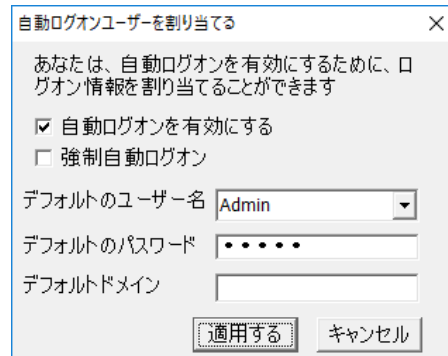 自動ログオンユーザーを割り当てる
あなたは、自動ログオンを有効にするために、ロ
グオン情報を割り当てることができます
自動ログオンを有効にする
強制自動ログオン
デフォルトのユーザー名 Admin
デフォルトのパスワード •••••
デフォルトドメイン
適用する キャンセル